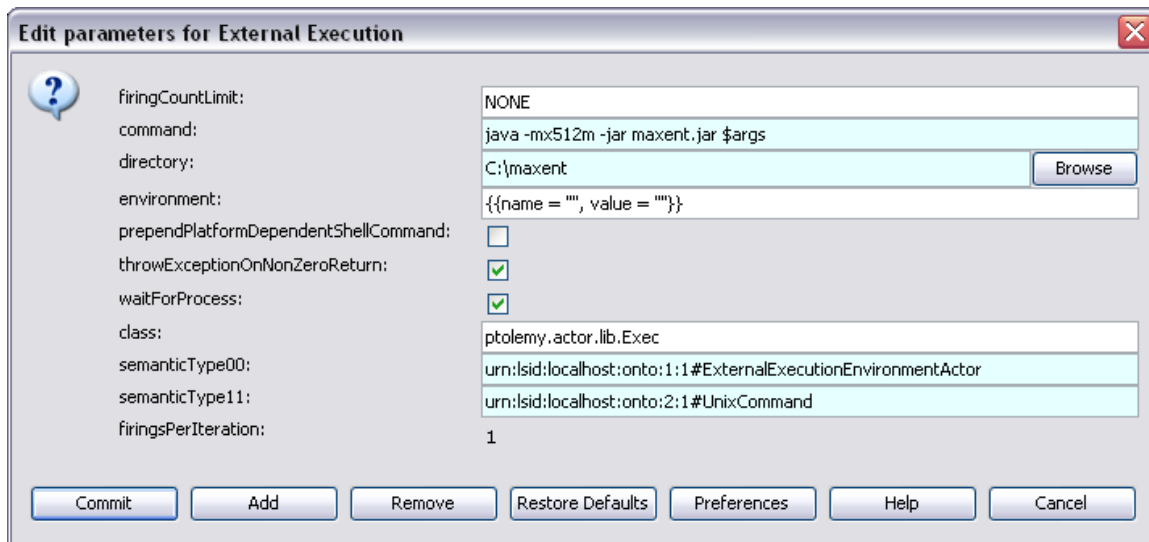 Edit parameters for External Execution
firingCountLimit: NONE
command: java -mx512m -jar maxent.jar $args
directory: C:\maxent Browse
environment: {{name = "", value = ""}}
prependPlatformDependentShellCommand:
throwExceptionOnNonZeroReturn:
waitForProcess:
class: ptolemy.actor.lib.Exec
semanticType00: urn:lsid:localhost:onto:1:1#ExternalExecutionEnvironmentActor
semanticType11: urn:lsid:localhost:onto:2:1#UnixCommand
firingsPerIteration: 1
Commit Add Remove Restore Defaults Preferences Help Cancel